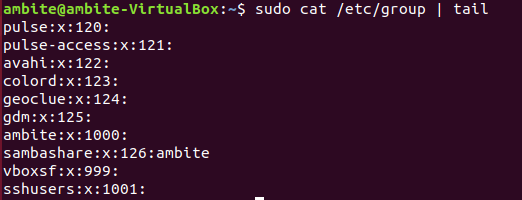 ambite@ambite-VirtualBox:~$ sudo cat /etc/group | tail
pulse:x:120:
pulse-access:x:121:
avahi:x:122:
colord:x:123:
geoclue:x:124:
gdm:x:125:
ambite:x:1000:
sambashare:x:126:ambite
vboxsf:x:999:
sshusers:x:1001: